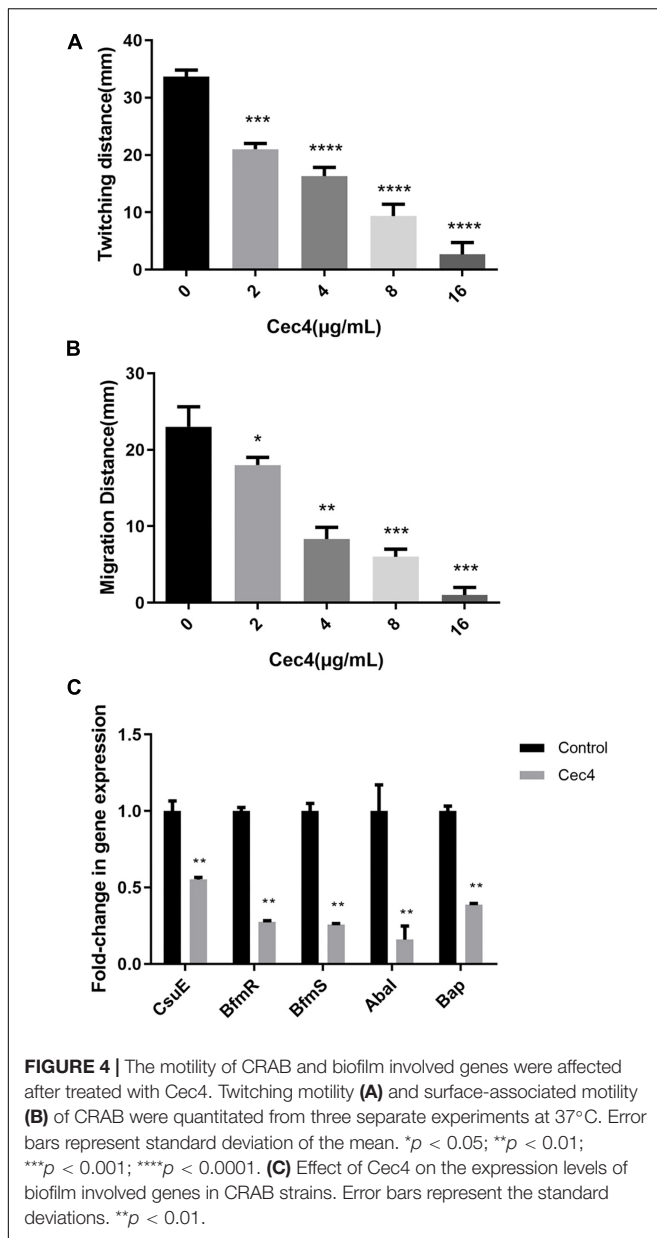 A
Twitching distance(mm)
40
30
20
10
0
***
****
****
****
0 2 4 8 16
Cec4(µg/mL)
B
Migration Distance(mm)
30
20
10
0
*
**
***
***
0 2 4 8 16
Cec4(µg/mL)
C
Fold-change in gene expression
1.5
1.0
0.5
0.0
**
**
**
**
**
CsuE BfmR BfmS AbaI Bap
Control
Cec4
FIGURE 4 | The motility of CRAB and biofilm involved genes were affected
after treated with Cec4. Twitching motility (A) and surface-associated motility
(B) of CRAB were quantitated from three separate experiments at 37°C. Error
bars represent standard deviation of the mean. *p < 0.05; **p < 0.01;
***p < 0.001; ****p < 0.0001. (C) Effect of Cec4 on the expression levels of
biofilm involved genes in CRAB strains. Error bars represent the standard
deviations. **p < 0.01.